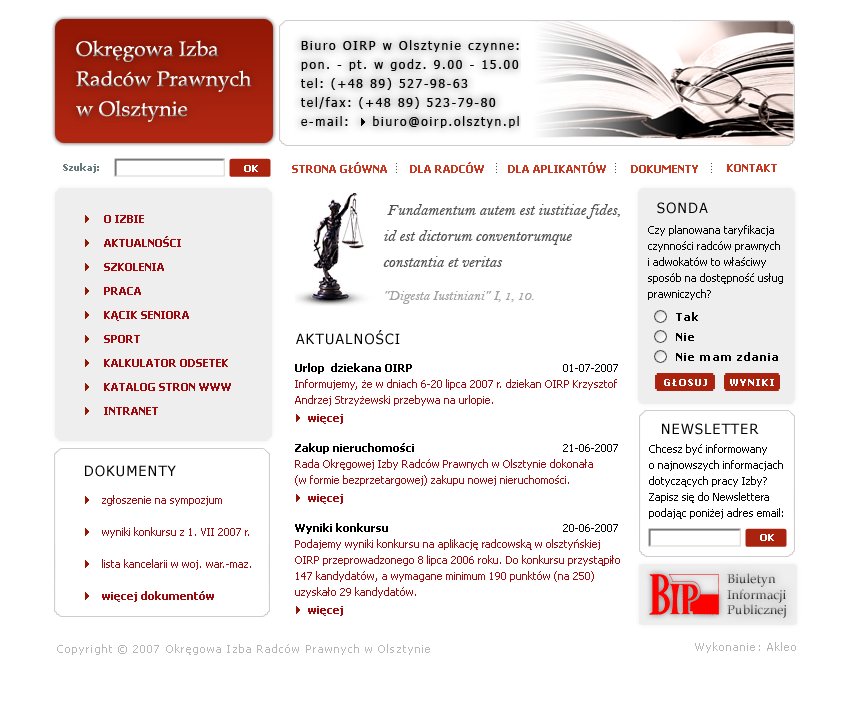 Okręgowa Izba
Radców Prawnych
w Olsztynie
Biuro OIRP w Olsztynie czynne:
pon. - pt. w godz. 9.00 - 15.00
tel: (+48 89) 527-98-63
tel/fax: (+48 89) 523-79-80
e-mail: biuro@oirp.olsztyn.pl
Szukaj: OK
STRONA GŁÓWNA DLA RADCÓW DLA APLIKANTÓW DOKUMENTY KONTAKT
O IZBIE
AKTUALNOŚCI
SZKOLENIA
PRACA
KĄCIK SENIORA
SPORT
KALKULATOR ODSETEK
KATALOG STRON WWW
INTRANET
DOKUMENTY
zgłoszenie na sympozjum
wyniki konkursu z 1. VII 2007 r.
lista kancelarii w woj. war.-maz.
więcej dokumentów
Fundamentum autem est iustitiae fides,
id est dictorum conventorumque
constantia et veritas
"Digesta Iustiniani" I, 1, 10.
AKTUALNOŚCI
Urlop dziekana OIRP 01-07-2007
Informujemy, że w dniach 6-20 lipca 2007 r. dziekan OIRP Krzysztof
Andrzej Strzyżewski przebywa na urlopie.
więcej
Zakup nieruchomości 21-06-2007
Rada Okręgowej Izby Radców Prawnych w Olsztynie dokonała
(w formie bezprzetargowej) zakupu nowej nieruchomości.
więcej
Wyniki konkursu 20-06-2007
Podajemy wyniki konkursu na aplikację radcowską w olsztyńskiej
OIRP przeprowadzonego 8 lipca 2006 roku. Do konkursu przystąpiło
147 kandydatów, a wymagane minimum 190 punktów (na 250)
uzyskało 29 kandydatów.
więcej
SONDA
Czy planowana taryfikacja
czynności radców prawnych
i adwokatów to właściwy
sposób na dostępność usług
prawniczych?
Tak
Nie
Nie mam zdania
GŁOSUJ WYNIKI
NEWSLETTER
Chcesz być informowany
o najnowszych informacjach
dotyczących pracy Izby?
Zapisz się do Newslettera
podając poniżej adres email:
OK
BIP
Biuletyn
Informacji
Publicznej
Copyright © 2007 Okręgowa Izba Radców Prawnych w Olsztynie
Wykonanie: Akleo